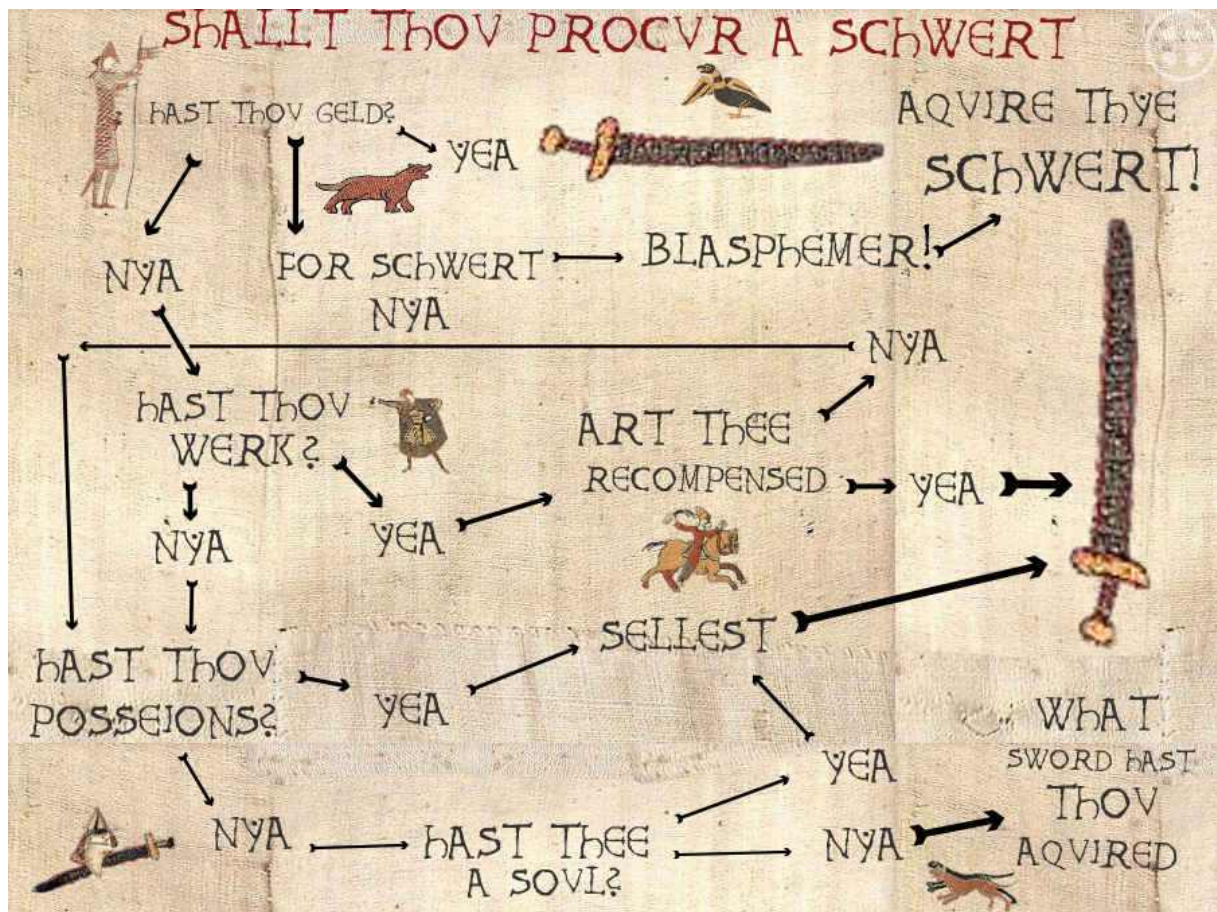 SHALLT THOV PROCVR A SCHWERT
HAST THOV GELD?
YEA
AQVIRE THYE
SCHWERT!
NYA
FOR SCHWERT
NYA
BLASPHEMER!
NYA
HAST THOV
WERK?
ART THEE
RECOMPENSED
YEA
NYA
YEA
SELLEST
HAST THOV
POSSEIONS?
YEA
WHAT
SWORD HAST
THOV
AQVIRED
YEA
NYA
HAST THEE
A SOVL?
NYA